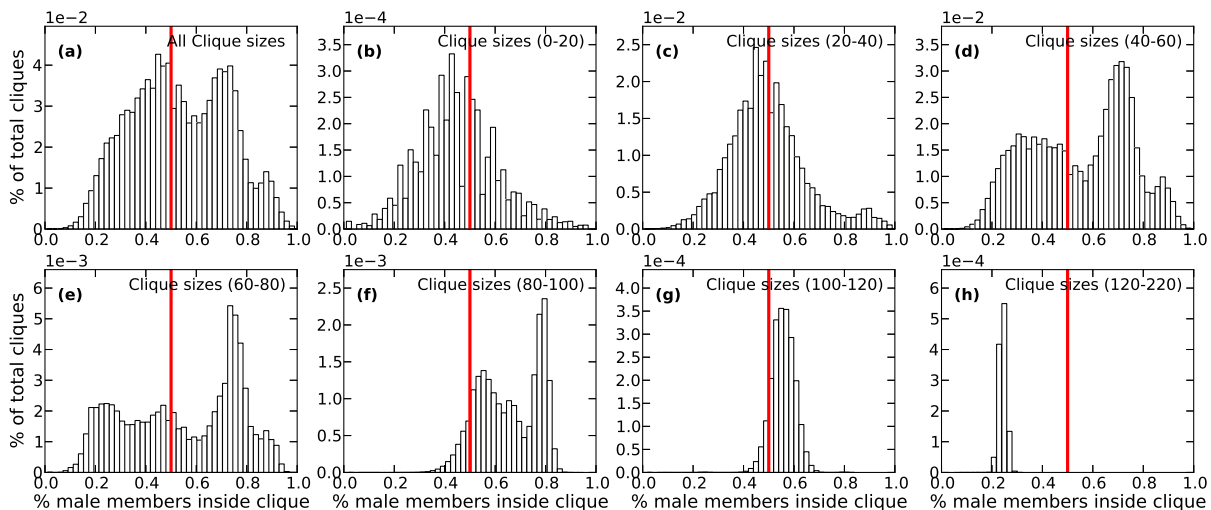 1e−2
(a)
All Clique sizes
% of total cliques
4
3
2
1
0
0.0 0.2 0.4 0.6 0.8 1.0
1e−4
(b)
Clique sizes (0-20)
3.5
3.0
2.5
2.0
1.5
1.0
0.5
0.0
0.0 0.2 0.4 0.6 0.8 1.0
1e−2
(c)
Clique sizes (20-40)
2.5
2.0
1.5
1.0
0.5
0.0
0.0 0.2 0.4 0.6 0.8 1.0
1e−2
(d)
Clique sizes (40-60)
3.5
3.0
2.5
2.0
1.5
1.0
0.5
0.0
0.0 0.2 0.4 0.6 0.8 1.0
1e−3
(e)
Clique sizes (60-80)
% of total cliques
6
5
4
3
2
1
0
0.0 0.2 0.4 0.6 0.8 1.0
% male members inside clique
1e−3
(f)
Clique sizes (80-100)
2.5
2.0
1.5
1.0
0.5
0.0
0.0 0.2 0.4 0.6 0.8 1.0
% male members inside clique
1e−4
(g)
Clique sizes (100-120)
4.0
3.5
3.0
2.5
2.0
1.5
1.0
0.5
0.0
0.0 0.2 0.4 0.6 0.8 1.0
% male members inside clique
1e−4
(h)
Clique sizes (120-220)
6
5
4
3
2
1
0
0.0 0.2 0.4 0.6 0.8 1.0
% male members inside clique